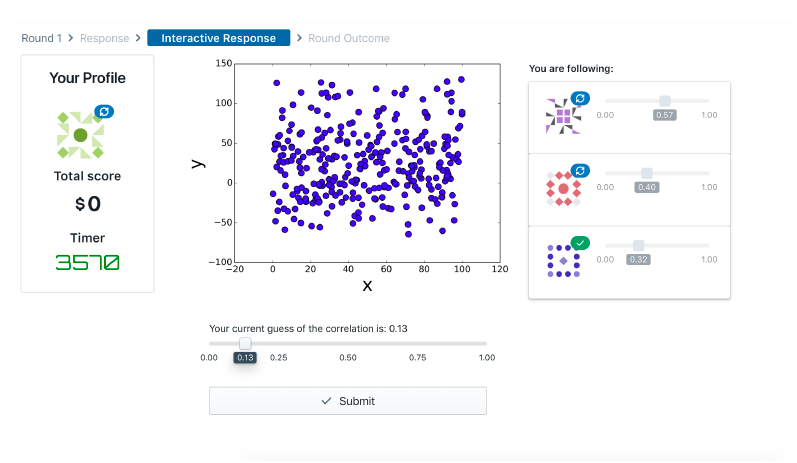 Round 1 > Response > Interactive Response > Round Outcome
Your Profile
Total score
$0
Timer
3570
150
100
50
0
−50
−100
−20 0 20 40 60 80 100 120
y
x
You are following:
0.00 0.57 1.00
0.00 0.40 1.00
0.00 0.32 1.00
Your current guess of the correlation is: 0.13
0.00 0.13 0.25 0.50 0.75 1.00
Submit